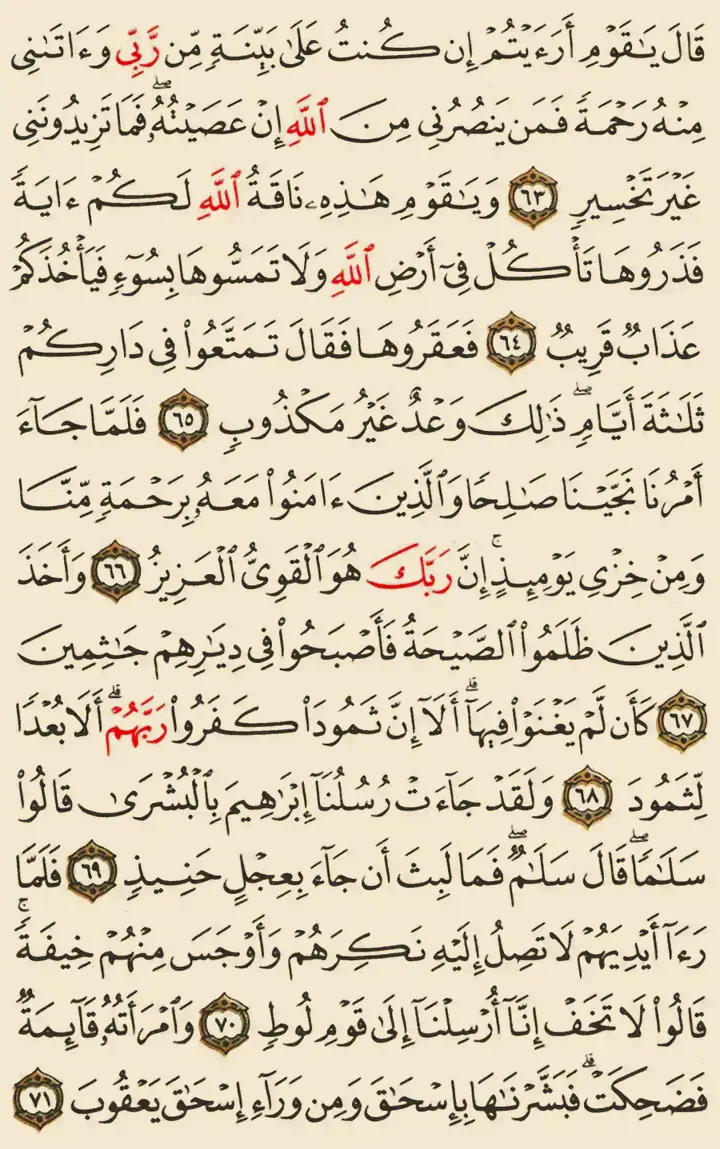 قَالَ يَـٰقَوْمِ أَرَءَيْتُمْ إِن كُنتُ عَلَىٰ بَيِّنَةٍ مِّن رَّبِّى وَءَاتَىٰنِى
مِنْهُ رَحْمَةً فَمَن يَنصُرُنِى مِنَ ٱللَّهِ إِنْ عَصَيْتُهُۥ ۖ فَمَا تَزِيدُونَنِى
غَيْرَ تَخْسِيرٍ ٦٣ وَيَـٰقَوْمِ هَـٰذِهِۦ نَاقَةُ ٱللَّهِ لَكُمْ ءَايَةً
فَذَرُوهَا تَأْكُلْ فِىٓ أَرْضِ ٱللَّهِ وَلَا تَمَسُّوهَا بِسُوٓءٍ فَيَأْخُذَكُمْ
عَذَابٌ قَرِيبٌ ٦٤ فَعَقَرُوهَا فَقَالَ تَمَتَّعُوا۟ فِى دَارِكُمْ
ثَلَـٰثَةَ أَيَّامٍ ۖ ذَٰلِكَ وَعْدٌ غَيْرُ مَكْذُوبٍ ٦٥ فَلَمَّا جَآءَ
أَمْرُنَا نَجَّيْنَا صَـٰلِحًا وَٱلَّذِينَ ءَامَنُوا۟ مَعَهُۥ بِرَحْمَةٍ مِّنَّا
وَمِنْ خِزْىِ يَوْمِئِذٍ ۚ إِنَّ رَبَّكَ هُوَ ٱلْقَوِىُّ ٱلْعَزِيزُ ٦٦ وَأَخَذَ
ٱلَّذِينَ ظَلَمُوا۟ ٱلصَّيْحَةُ فَأَصْبَحُوا۟ فِى دِيَـٰرِهِمْ جَـٰثِمِينَ
٦٧ كَأَن لَّمْ يَغْنَوْا۟ فِيهَآ ۗ أَلَآ إِنَّ ثَمُودَا۟ كَفَرُوا۟ رَبَّهُمْ ۗ أَلَا بُعْدًا
لِّثَمُودَ ٦٨ وَلَقَدْ جَآءَتْ رُسُلُنَآ إِبْرَٰهِيمَ بِٱلْبُشْرَىٰ قَالُوا۟
سَلَـٰمًا ۖ قَالَ سَلَـٰمٌ ۖ فَمَا لَبِثَ أَن جَآءَ بِعِجْلٍ حَنِيذٍ ٦٩ فَلَمَّا
رَءَآ أَيْدِيَهُمْ لَا تَصِلُ إِلَيْهِ نَكِرَهُمْ وَأَوْجَسَ مِنْهُمْ خِيفَةً ۚ
قَالُوا۟ لَا تَخَفْ إِنَّآ أُرْسِلْنَآ إِلَىٰ قَوْمِ لُوطٍ ٧٠ وَٱمْرَأَتُهُۥ قَآئِمَةٌ
فَضَحِكَتْ ۗ فَبَشَّرْنَـٰهَا بِإِسْحَـٰقَ وَمِن وَرَآءِ إِسْحَـٰقَ يَعْقُوبَ ٧١